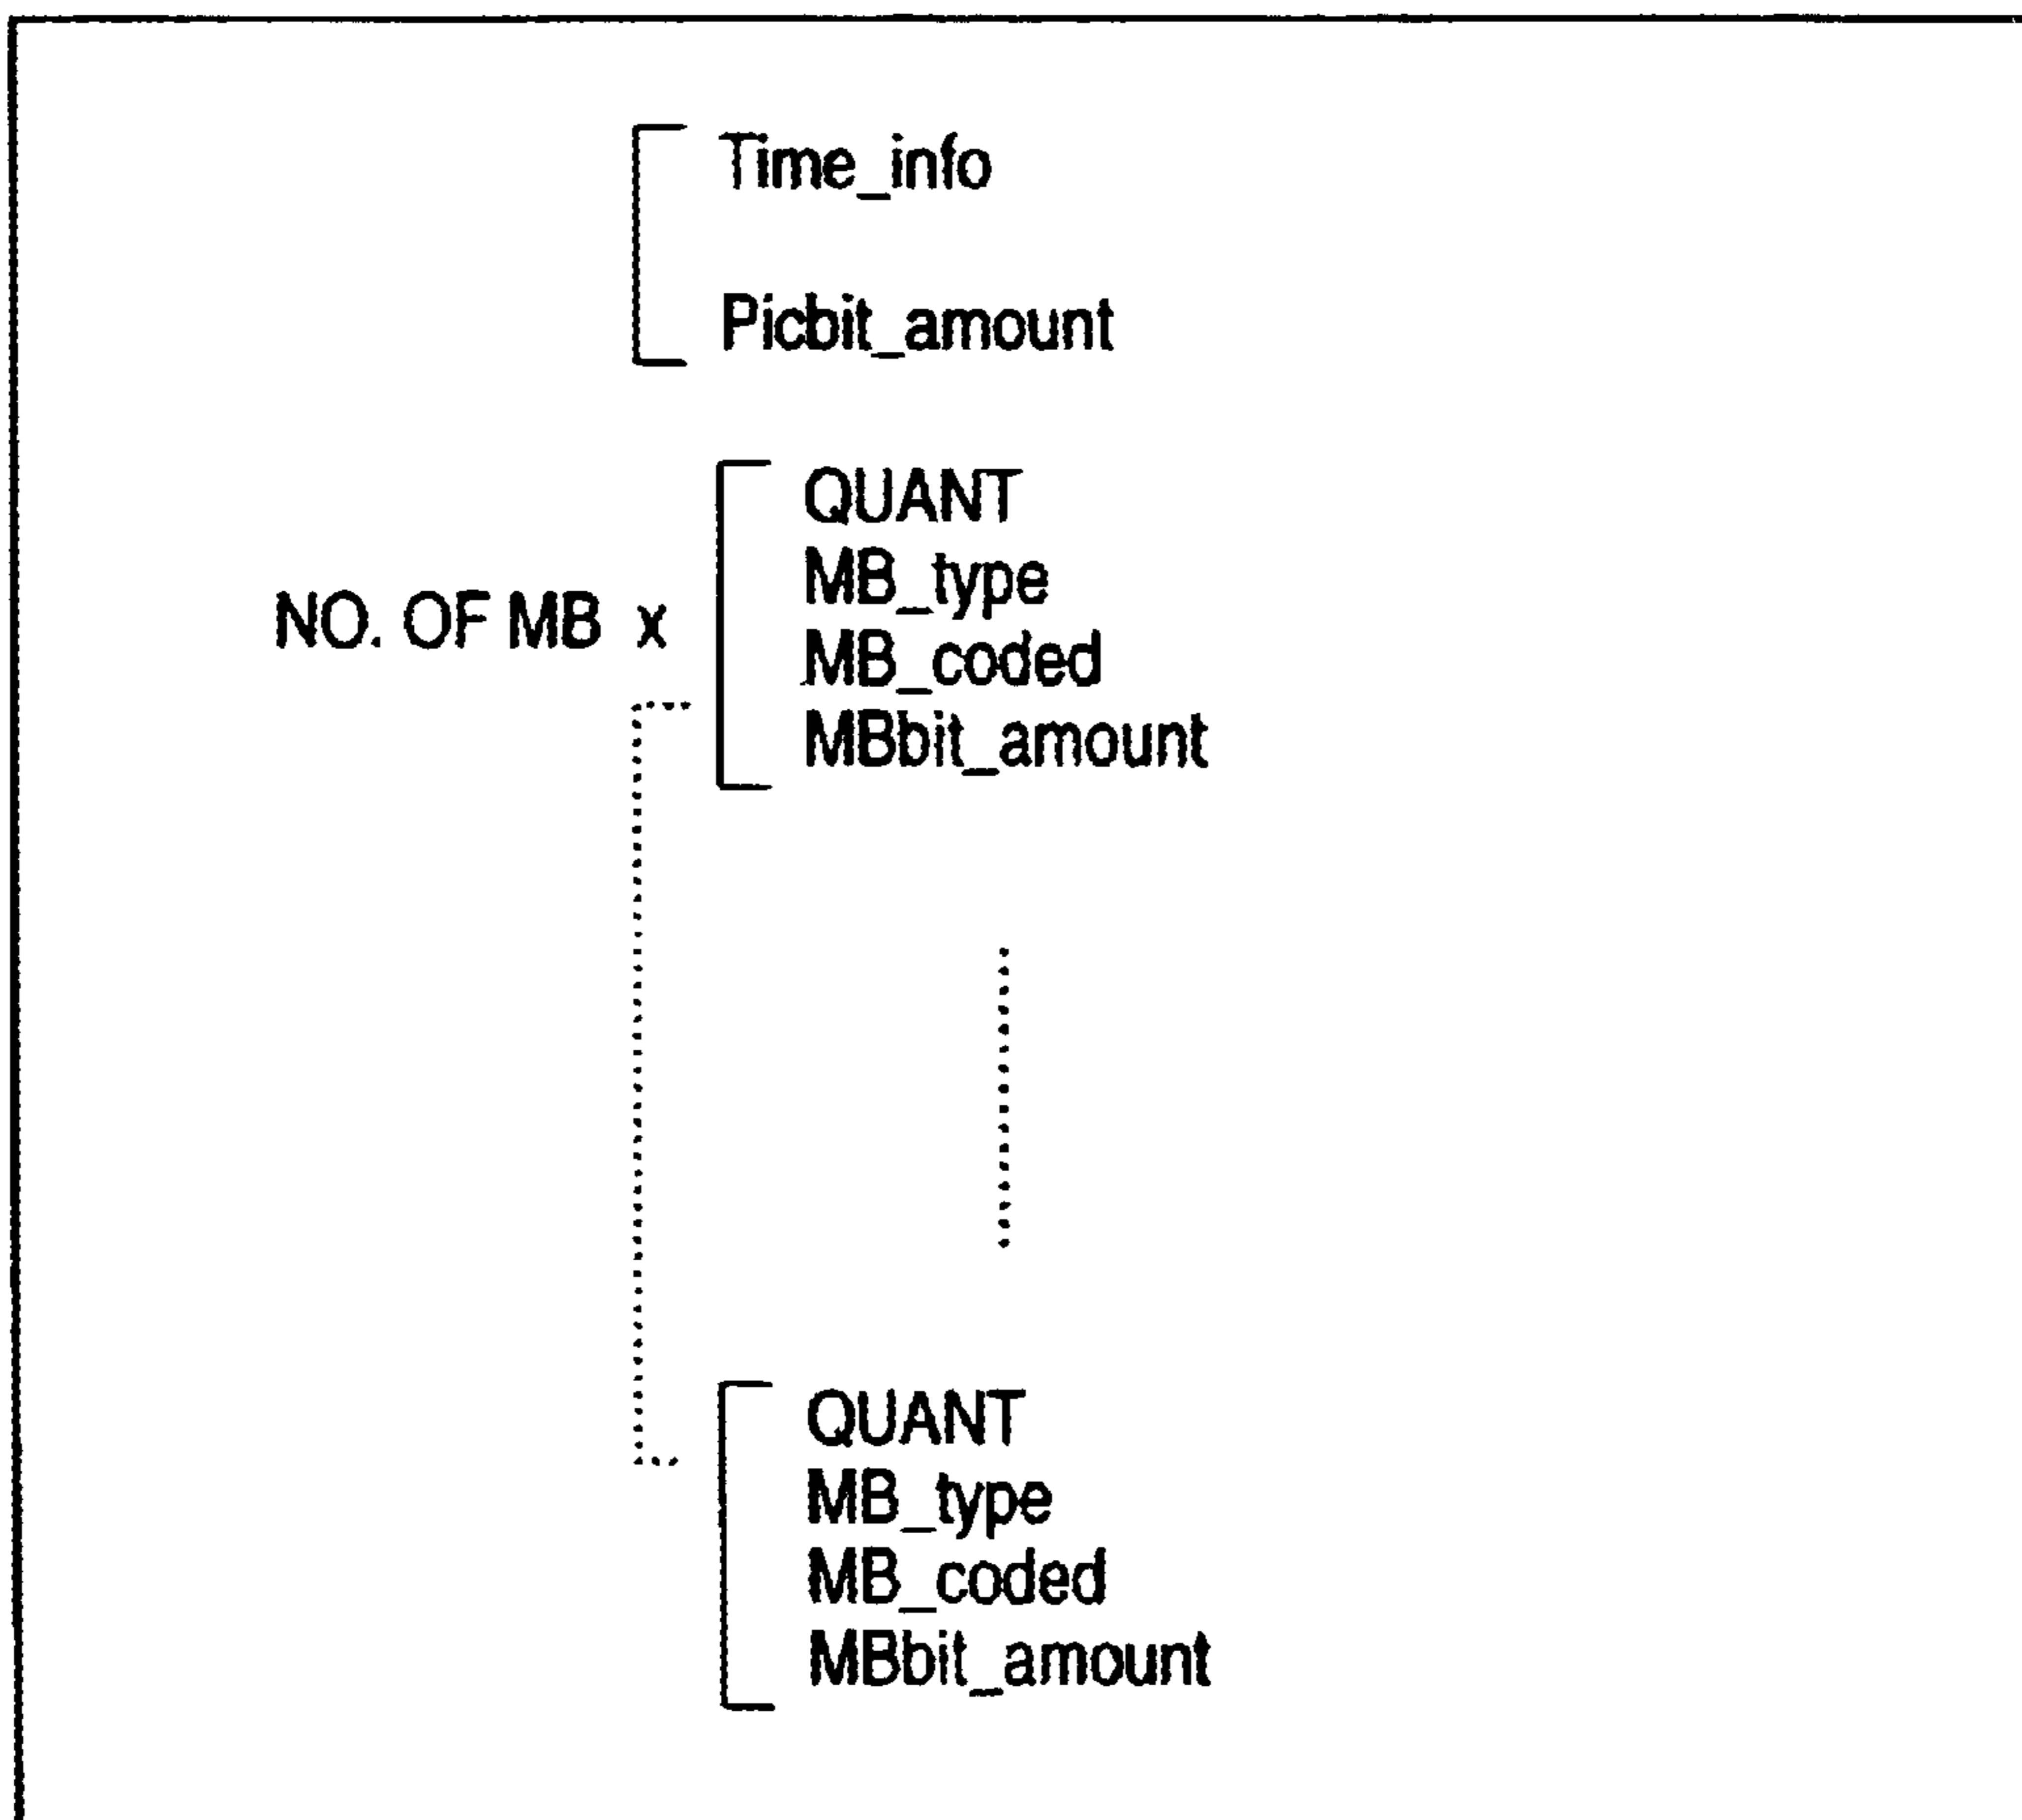 Time_info
Picbit_amount
QUANT
MB_type
NO. OF MB x
MB_coded
MBbit_amount
QUANT
MB_type
MB_coded
MBbit_amount